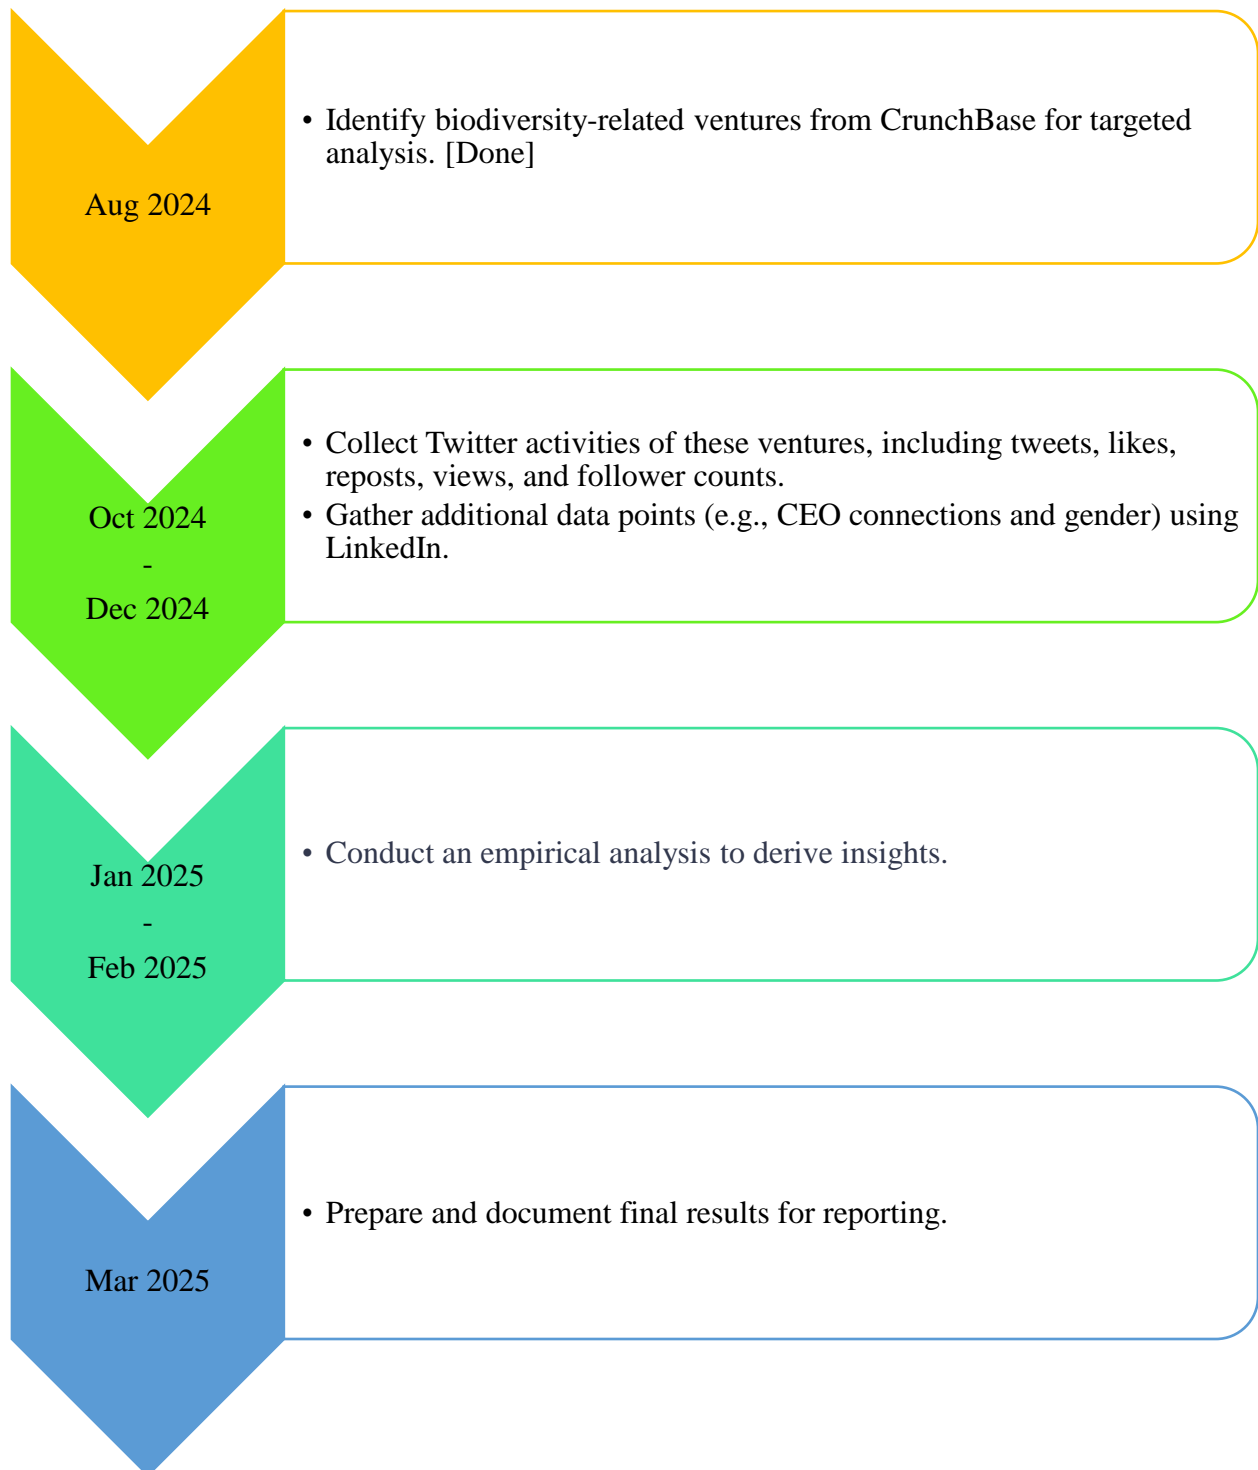 Aug 2024
• Identify biodiversity-related ventures from CrunchBase for targeted
analysis. [Done]
Oct 2024
-
Dec 2024
• Collect Twitter activities of these ventures, including tweets, likes,
reposts, views, and follower counts.
• Gather additional data points (e.g., CEO connections and gender) using
LinkedIn.
Jan 2025
-
Feb 2025
• Conduct an empirical analysis to derive insights.
Mar 2025
• Prepare and document final results for reporting.